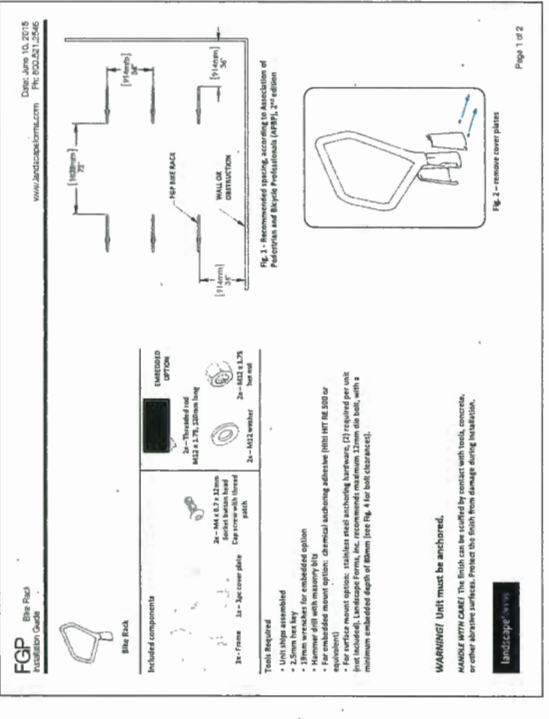 FGP Bike Rack
Installation Guide
www.landscapeforms.com
Date: June 10, 2015
Ph: 800.521.2546
Bike Rack
Included components
1x - Frame
1x - 2pc cover plate
2x - M4 x 0.7 x 12mm
Socket button head
Cap screw with thread
patch
EMBEDDED
OPTION
2x - Threaded rod
M12 x 1.75, 120mm long
2x - M12 washer
2x - M12 x 1.75
hex nut
Tools Required
• Unit ships assembled
• 2.5mm hex key
• 19mm wrenches for embedded option
• Hammer drill with masonry bits
• For embedded mount option: chemical anchoring adhesive (Hilti HIT RE 500 or
equivalent)
• For surface mount option: stainless steel anchoring hardware, (2) required per unit
(not included). Landscape Forms, Inc. recommends maximum 12mm dia bolt, with a
minimum embedded depth of 80mm (see Fig. 4 for bolt clearances).
WARNING! Unit must be anchored.
HANDLE WITH CARE! The finish can be scuffed by contact with tools, concrete,
or other abrasive surfaces. Protect the finish from damage during installation.
landscapeforms
72"
[914mm]
36"
[914mm]
36"
[914mm]
36"
FGP BIKE RACK
WALL OR
OBSTRUCTION
Fig. 1 - Recommended spacing, according to Association of
Pedestrian and Bicycle Professionals (APBP), 2nd edition
Fig. 2 – remove cover plates
Page 1 of 2